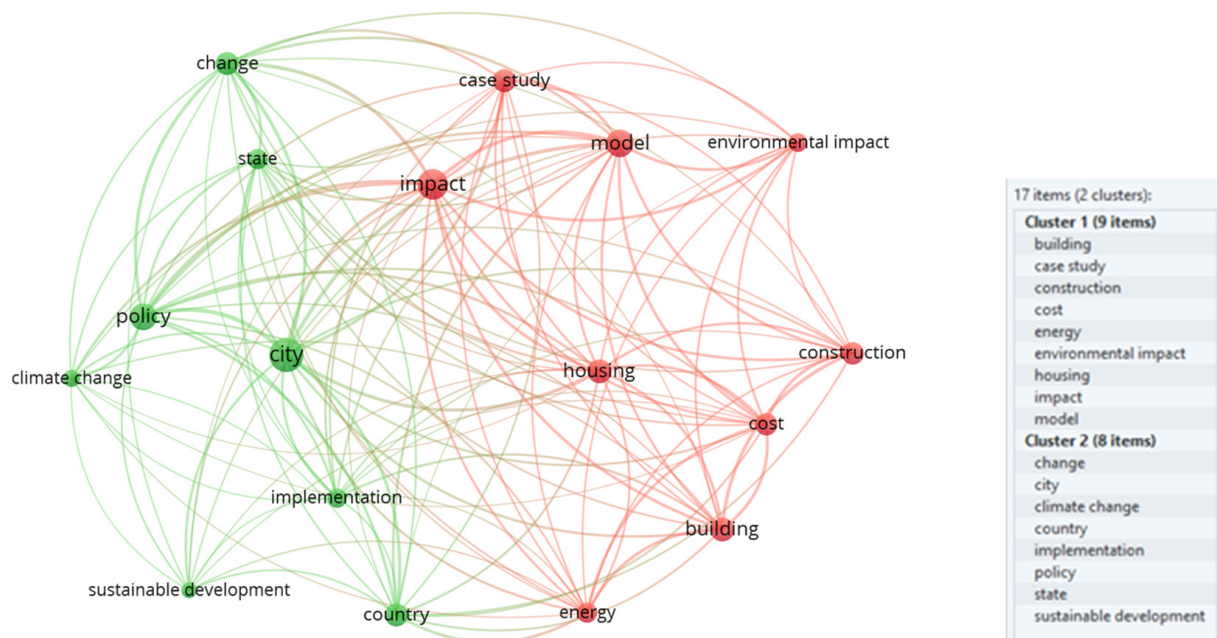 change
case study
model
environmental impact
state
impact
policy
city
climate change
housing
construction
cost
implementation
building
sustainable development
country
energy
17 items (2 clusters):
Cluster 1 (9 items)
building
case study
construction
cost
energy
environmental impact
housing
impact
model
Cluster 2 (8 items)
change
city
climate change
country
implementation
policy
state
sustainable development